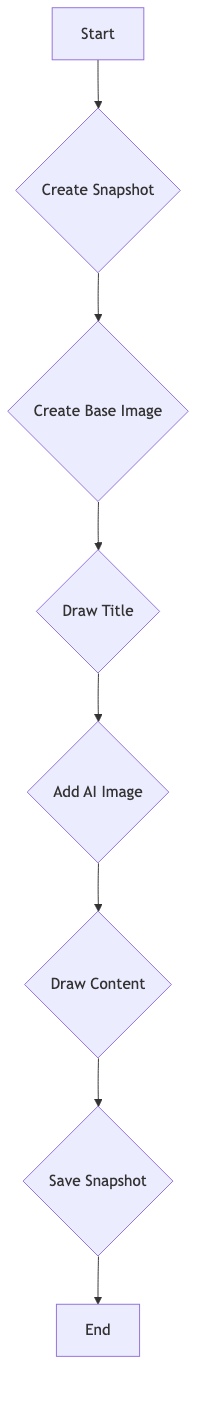 Start
Create Snapshot
Create Base Image
Draw Title
Add AI Image
Draw Content
Save Snapshot
End